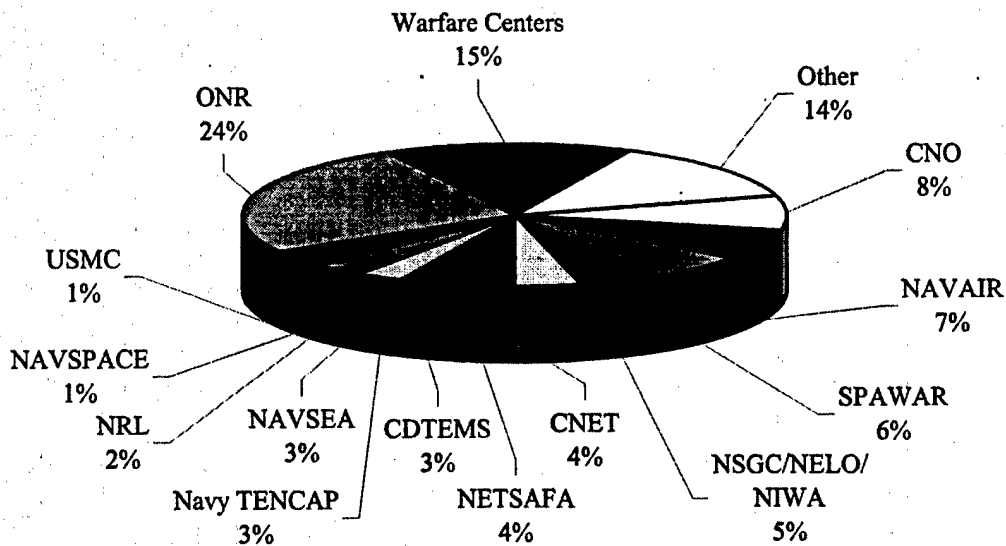 Warfare Centers
15%
Other
14%
ONR
24%
CNO
8%
USMC
1%
NAVAIR
7%
NAVSPACE
1%
SPAWAR
6%
NRL
2%
NAVSEA
3%
CDTEMS
3%
CNET
4%
NSGC/NELO/
NIWA
5%
Navy TENCAP
3%
NETSAFA
4%